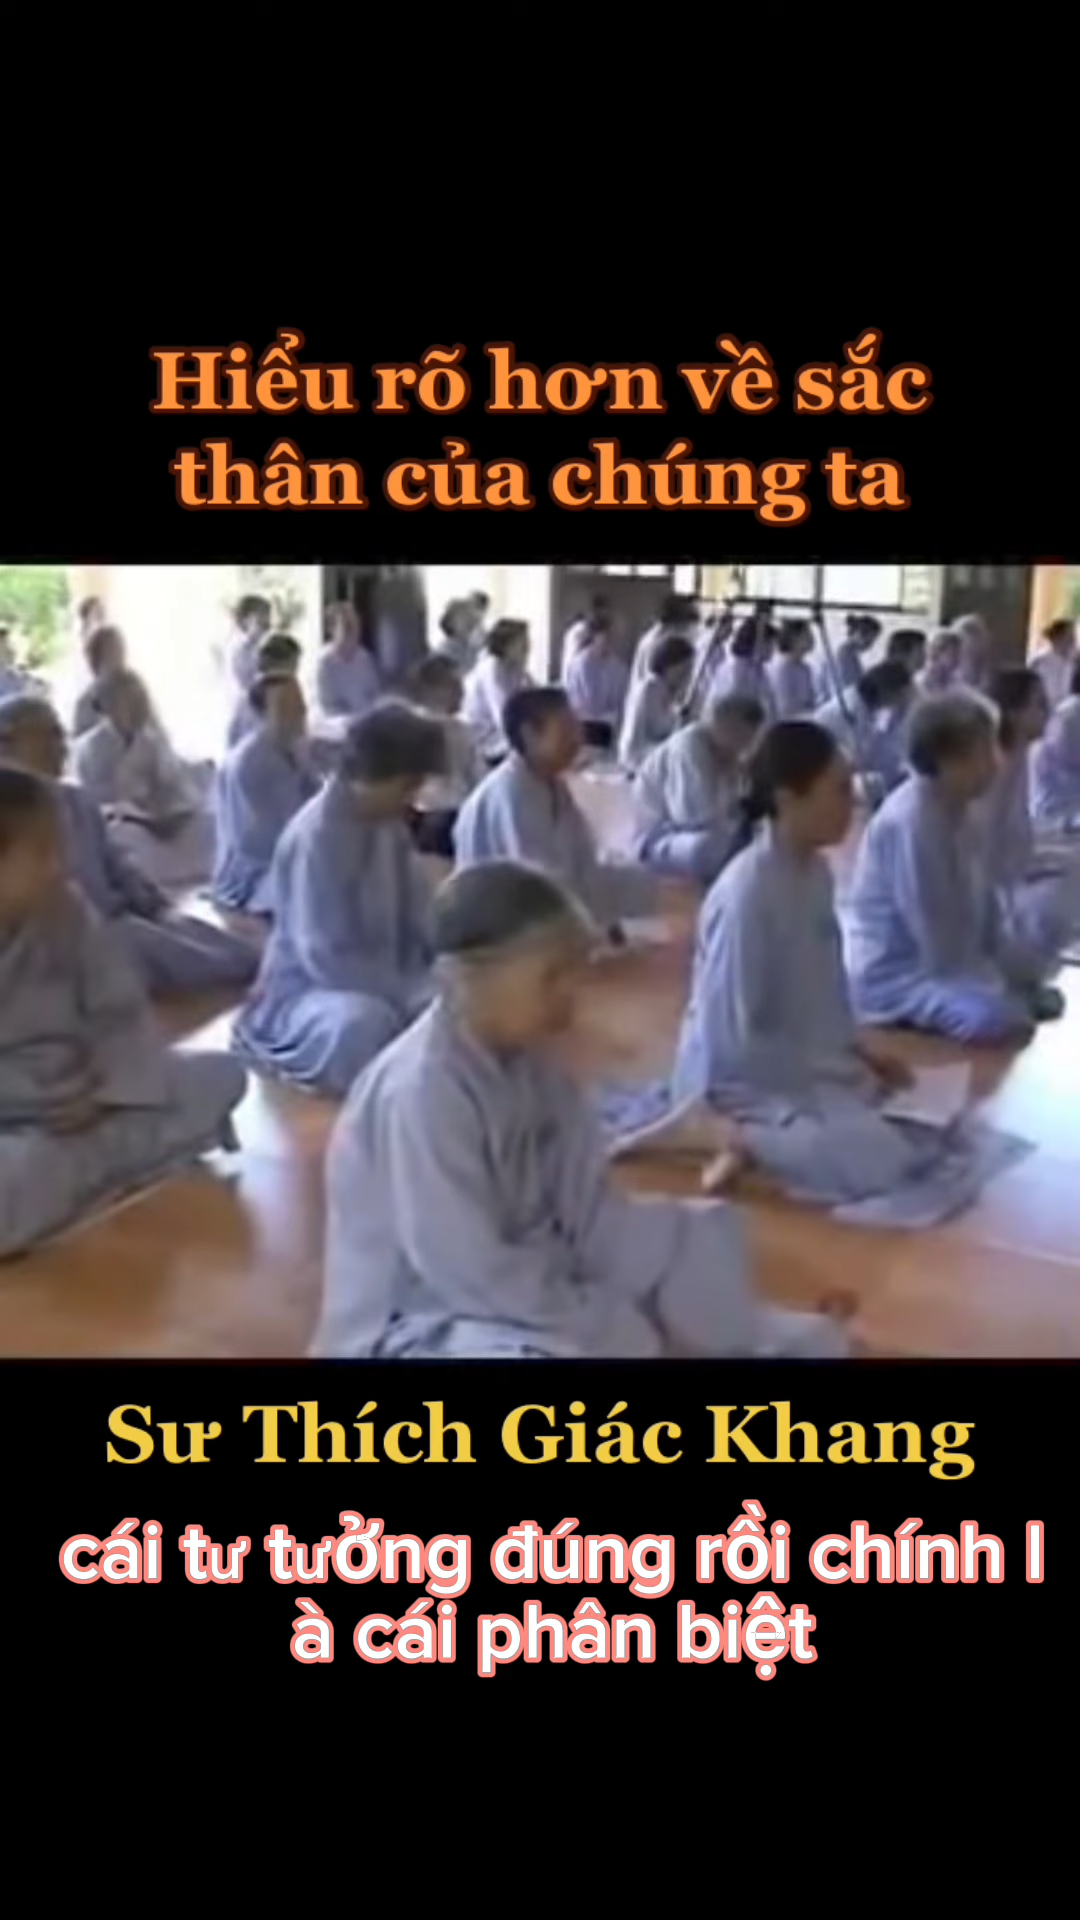 Hiểu rõ hơn về sắc
thân của chúng ta
Sư Thích Giác Khang
cái tư tưởng đúng rồi chính l
à cái phân biệt